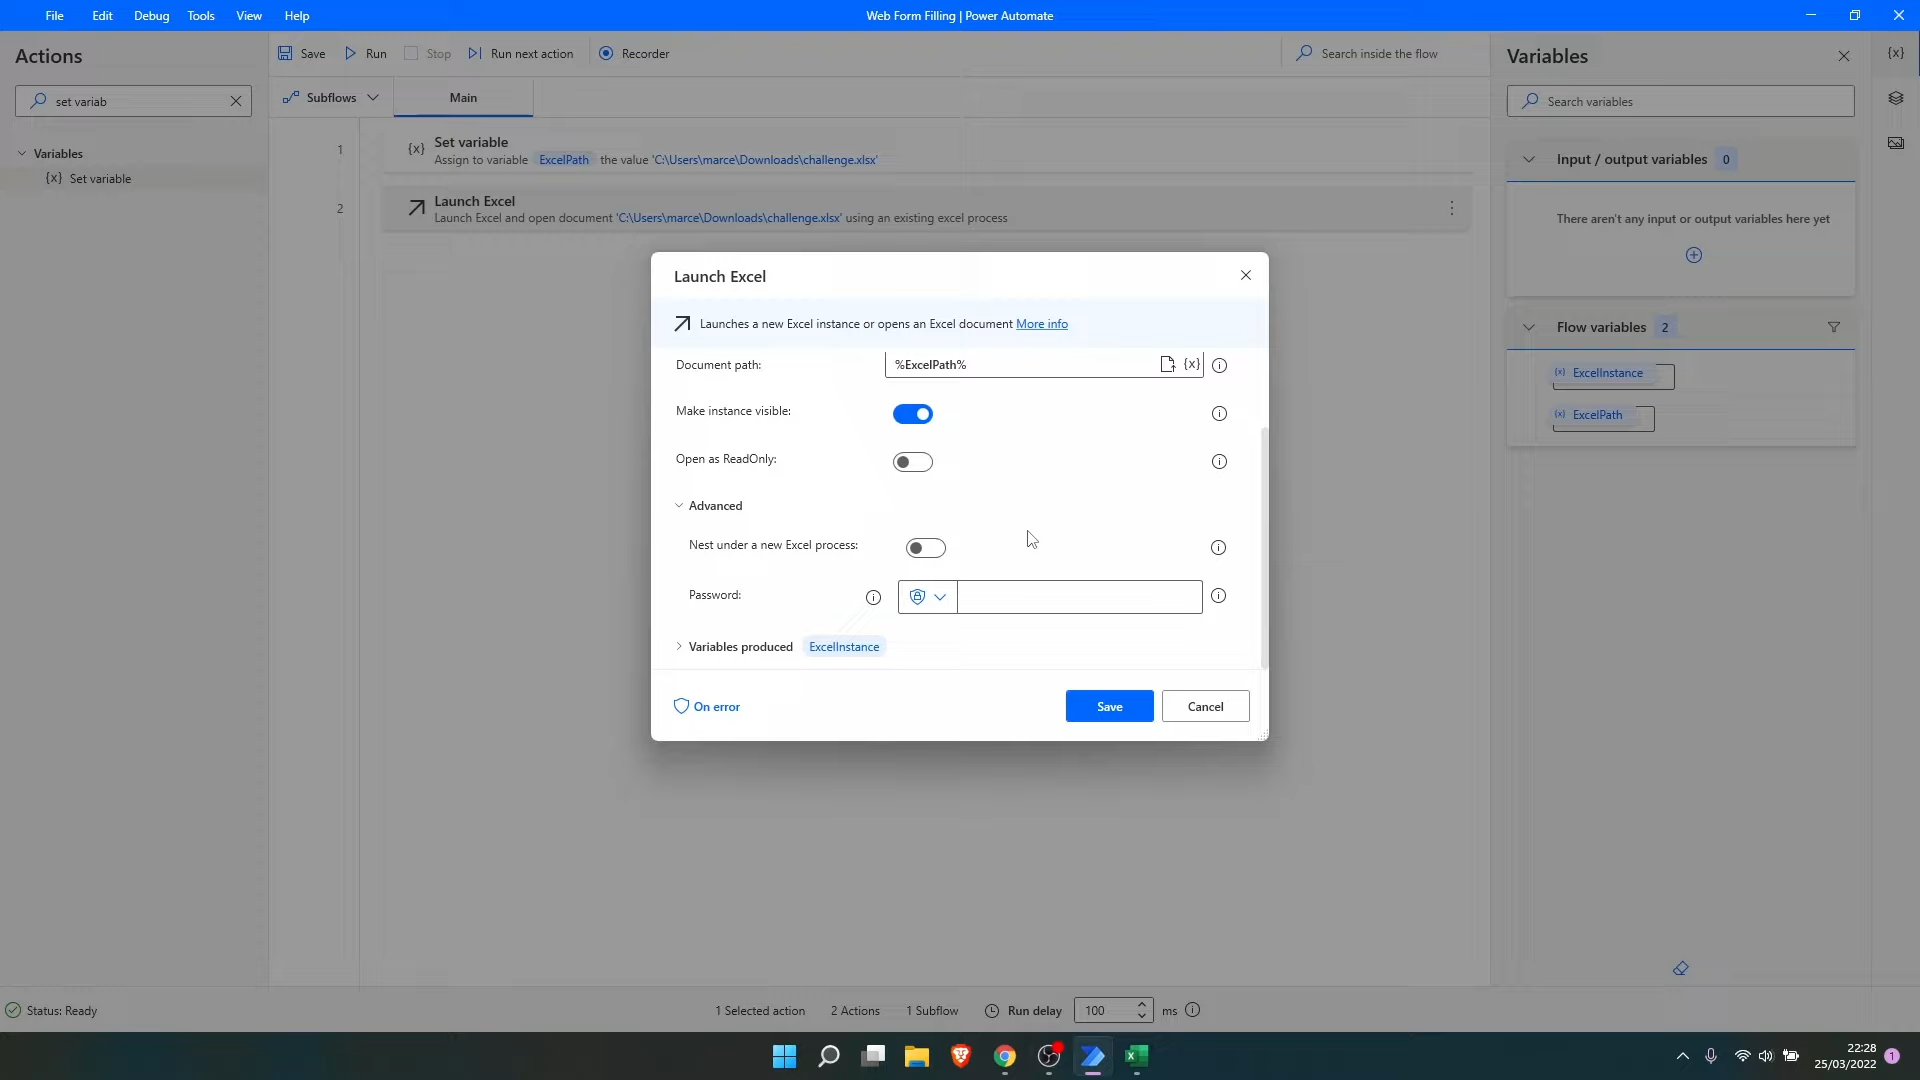 File Edit Debug Tools View Help
Web Form Filling | Power Automate
Actions
set variab
Variables
{x} Set variable
Save Run Stop Run next action Recorder
Search inside the flow
Subflows Main
1 {x} Set variable
Assign to variable ExcelPath the value 'C:\Users\marce\Downloads\challenge.xlsx'
2 Launch Excel
Launch Excel and open document 'C:\Users\marce\Downloads\challenge.xlsx' using an existing excel process
Launch Excel
Launches a new Excel instance or opens an Excel document More info
Document path: %ExcelPath% {x}
Make instance visible:
Open as ReadOnly:
Advanced
Nest under a new Excel process:
Password:
Variables produced ExcelInstance
On error Save Cancel
Variables
{x}
Search variables
Input / output variables 0
There aren't any input or output variables here yet
Flow variables 2
{x} ExcelInstance
{x} ExcelPath
Status: Ready 1 Selected action 2 Actions 1 Subflow Run delay 100 ms
22:28
25/03/2022 1